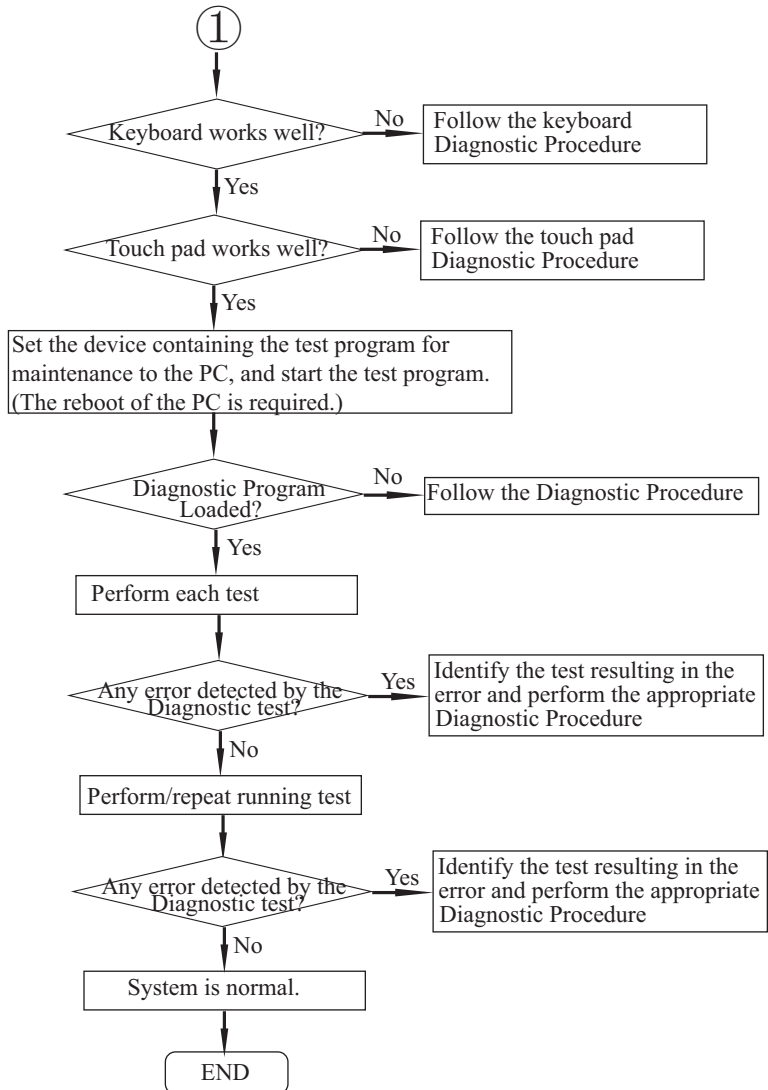 ①
Keyboard works well?
No
Follow the keyboard
Diagnostic Procedure
Yes
Touch pad works well?
No
Follow the touch pad
Diagnostic Procedure
Yes
Set the device containing the test program for
maintenance to the PC, and start the test program.
(The reboot of the PC is required.)
Diagnostic Program
Loaded?
No
Follow the Diagnostic Procedure
Yes
Perform each test
Any error detected by the
Diagnostic test?
Yes
Identify the test resulting in the
error and perform the appropriate
Diagnostic Procedure
No
Perform/repeat running test
Any error detected by the
Diagnostic test?
Yes
Identify the test resulting in the
error and perform the appropriate
Diagnostic Procedure
No
System is normal.
END